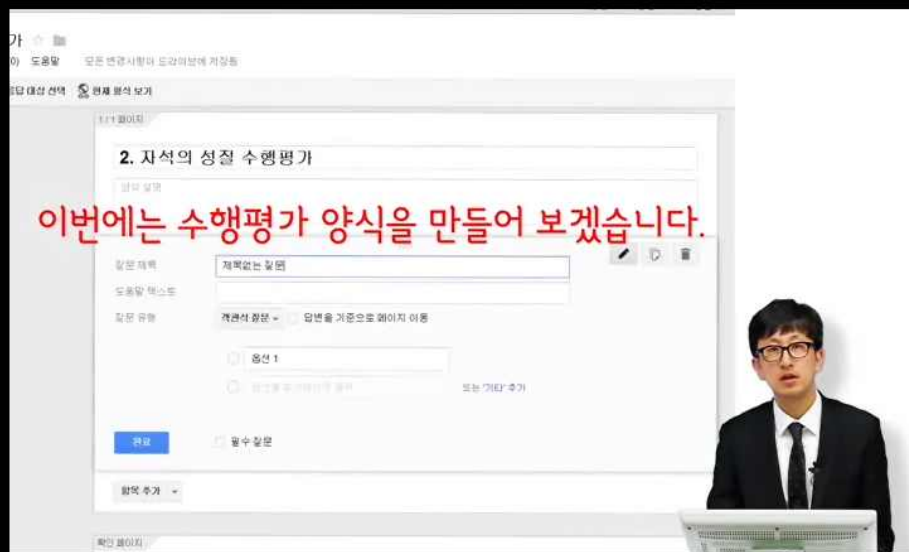 가
도움말 모든 변경사항이 드라이브에 저장됨
응답 대상 선택 현재 형식 보기
1/1 페이지
2. 자석의 성질 수행평가
양식 설명
이번에는 수행평가 양식을 만들어 보겠습니다.
질문 제목 제목없는 질문
도움말 텍스트
질문 유형 객관식 질문 답변을 기준으로 페이지 이동
옵션 1
또는 '기타' 추가
완료 필수 질문
항목 추가
확인 페이지